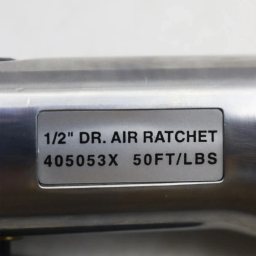 1/2" DR. AIR RATCHET
405053X 50FT/LBS